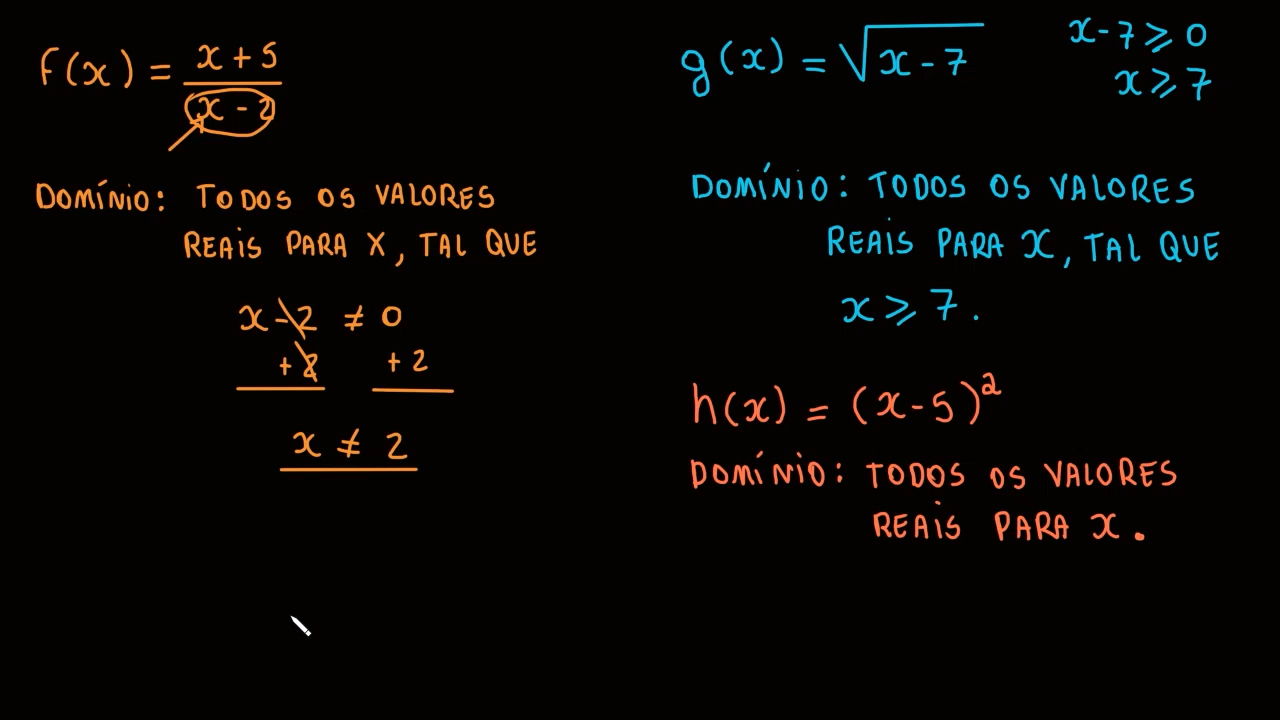 f(x) = x + 5
x - 2
DOMÍNIO: TODOS OS VALORES
REAIS PARA X, TAL QUE
x - 2 ≠ 0
+ 2 + 2
x ≠ 2
g(x) = √x - 7
x - 7 ⩾ 0
x ⩾ 7
DOMÍNIO: TODOS OS VALORES
REAIS PARA x, TAL QUE
x ⩾ 7.
h(x) = (x - 5)²
DOMÍNIO: TODOS OS VALORES
REAIS PARA x.